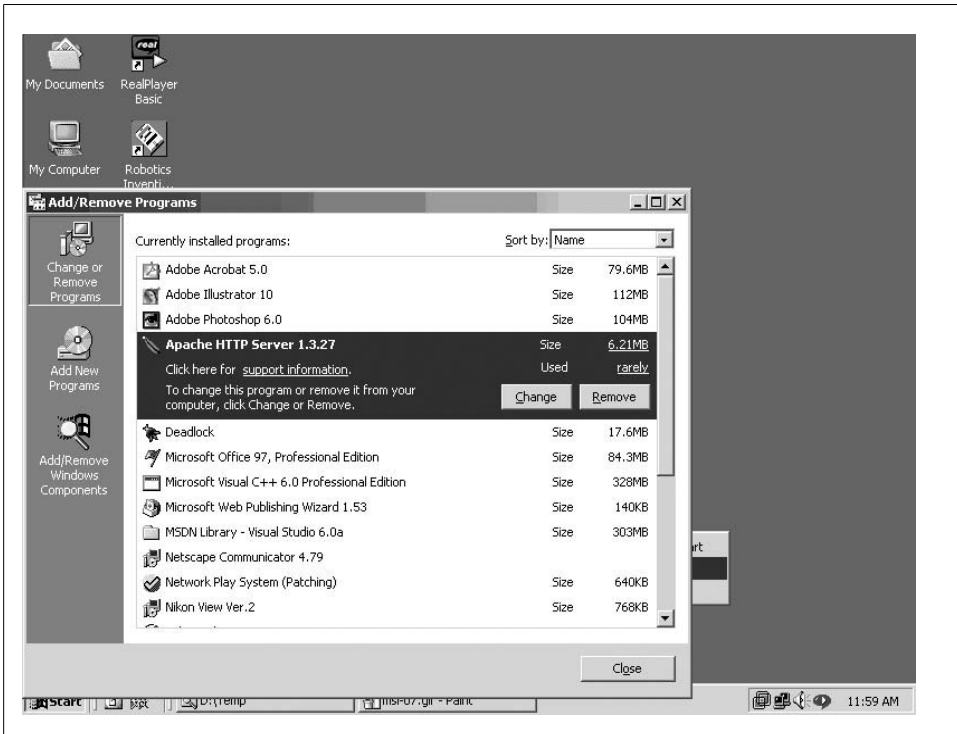 My Documents
RealPlayer
Basic
My Computer
Robotics
Inventi...
Add/Remove Programs
Change or
Remove
Programs
Add New
Programs
Add/Remove
Windows
Components
Currently installed programs:
Sort by: Name
Adobe Acrobat 5.0 Size 79.6MB
Adobe Illustrator 10 Size 112MB
Adobe Photoshop 6.0 Size 104MB
Apache HTTP Server 1.3.27 Size 6.21MB
Click here for support information. Used rarely
To change this program or remove it from your
computer, click Change or Remove.
Change Remove
Deadlock Size 17.6MB
Microsoft Office 97, Professional Edition Size 84.3MB
Microsoft Visual C++ 6.0 Professional Edition Size 328MB
Microsoft Web Publishing Wizard 1.53 Size 140KB
MSDN Library - Visual Studio 6.0a Size 303MB
Netscape Communicator 4.79
Network Play System (Patching) Size 640KB
Nikon View Ver.2 Size 768KB
Close
Start
D:\Temp
11:59 AM